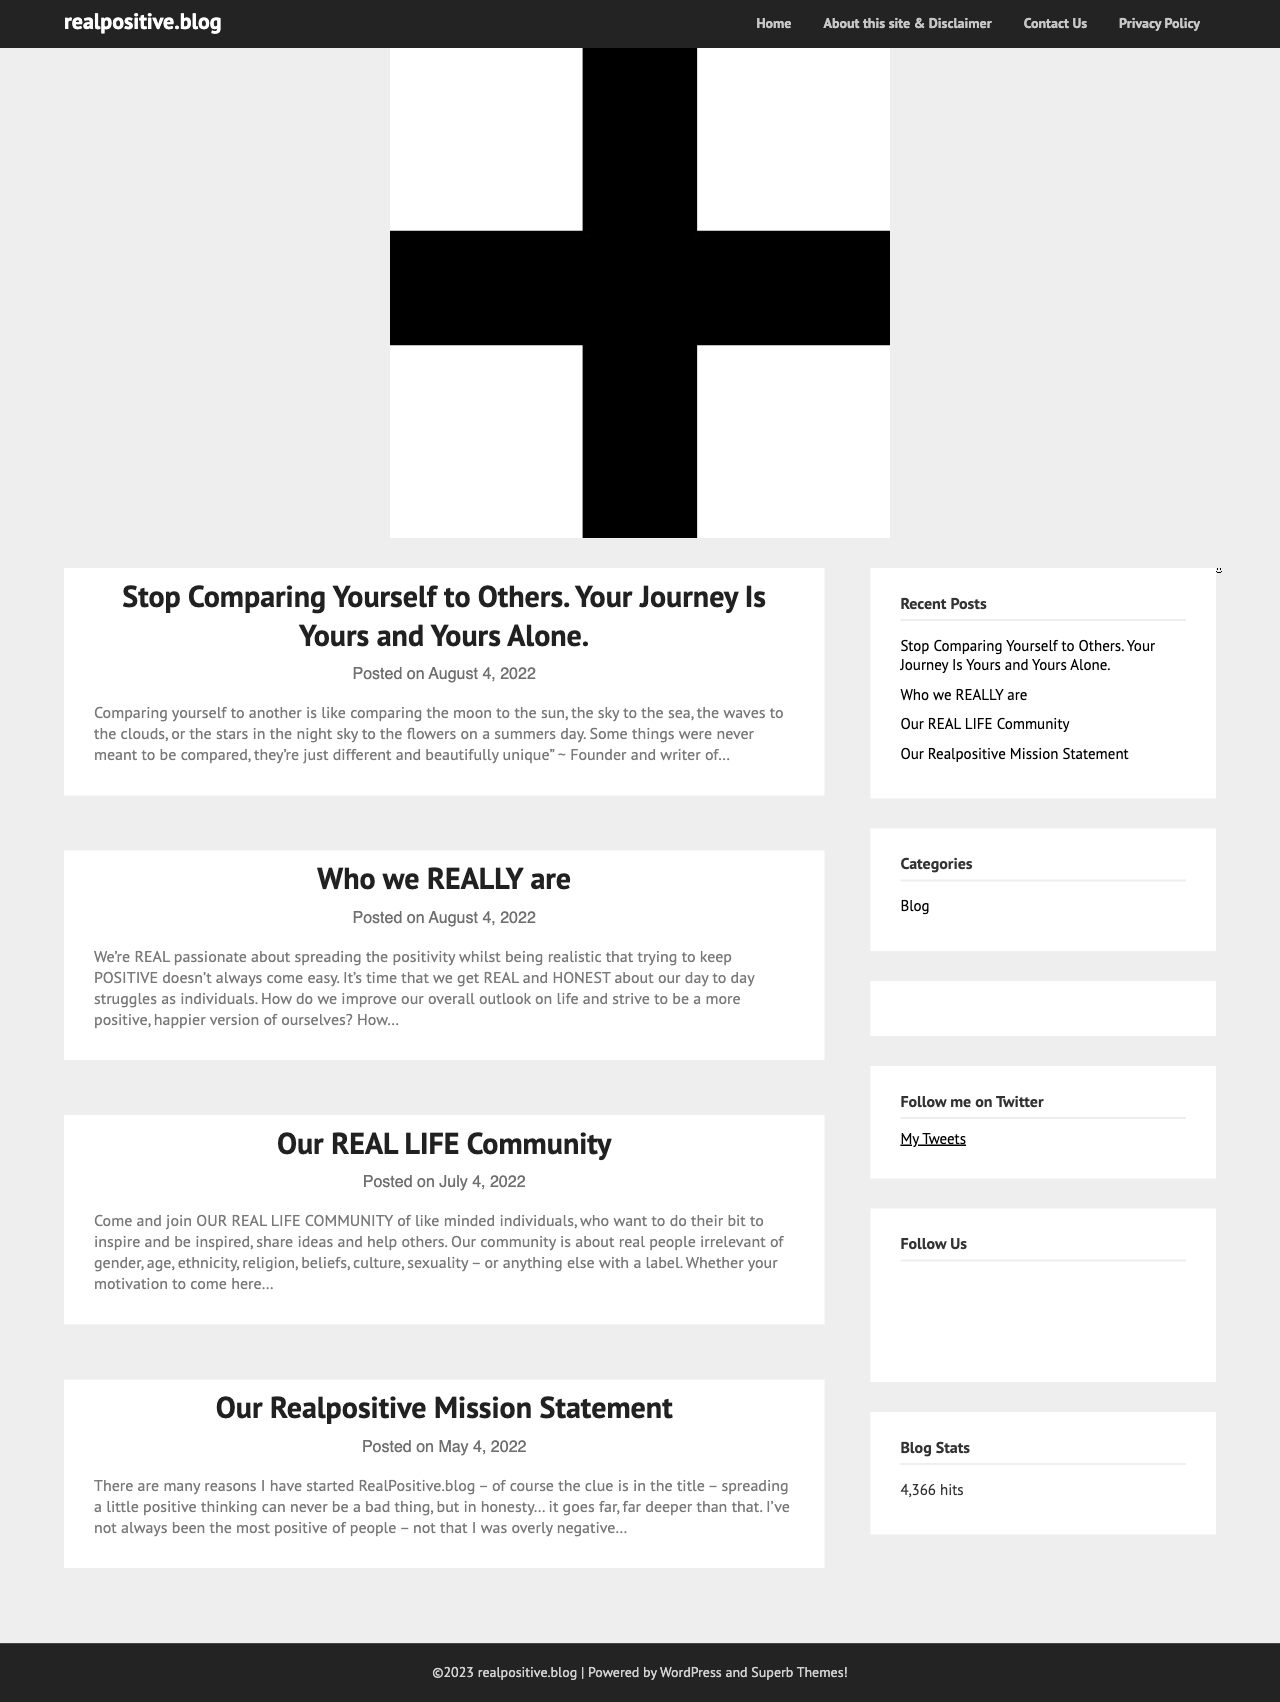 realpositive.blog
Home
About this site & Disclaimer
Contact Us
Privacy Policy
Stop Comparing Yourself to Others. Your Journey Is
Yours and Yours Alone.
Posted on August 4, 2022
Comparing yourself to another is like comparing the moon to the sun, the sky to the sea, the waves to
the clouds, or the stars in the night sky to the flowers on a summers day. Some things were never
meant to be compared, they’re just different and beautifully unique” ~ Founder and writer of…
Who we REALLY are
Posted on August 4, 2022
We’re REAL passionate about spreading the positivity whilst being realistic that trying to keep
POSITIVE doesn’t always come easy. It’s time that we get REAL and HONEST about our day to day
struggles as individuals. How do we improve our overall outlook on life and strive to be a more
positive, happier version of ourselves? How…
Our REAL LIFE Community
Posted on July 4, 2022
Come and join OUR REAL LIFE COMMUNITY of like minded individuals, who want to do their bit to
inspire and be inspired, share ideas and help others. Our community is about real people irrelevant of
gender, age, ethnicity, religion, beliefs, culture, sexuality – or anything else with a label. Whether your
motivation to come here…
Our Realpositive Mission Statement
Posted on May 4, 2022
There are many reasons I have started RealPositive.blog – of course the clue is in the title – spreading
a little positive thinking can never be a bad thing, but in honesty… it goes far, far deeper than that. I’ve
not always been the most positive of people – not that I was overly negative…
Recent Posts
Stop Comparing Yourself to Others. Your
Journey Is Yours and Yours Alone.
Who we REALLY are
Our REAL LIFE Community
Our Realpositive Mission Statement
Categories
Blog
Follow me on Twitter
My Tweets
Follow Us
Blog Stats
4,366 hits
©2023 realpositive.blog | Powered by WordPress and Superb Themes!